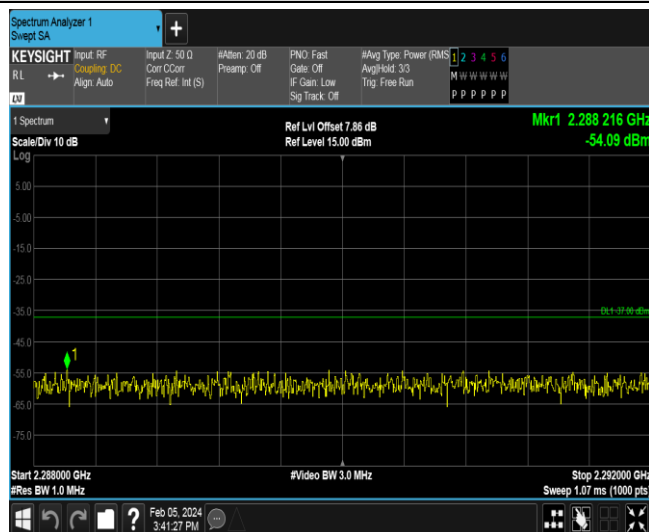 Spectrum Analyzer 1
Swept SA
+
KEYSIGHT Input: RF Input Z: 50 Ω #Atten: 20 dB PNO: Fast #Avg Type: Power (RMS 1 2 3 4 5 6
RL Coupling: DC Corr CCorr Preamp: Off Gate: Off Avg|Hold: 3/3 M W W W W W
Align: Auto Freq Ref: Int (S) IF Gain: Low Trig: Free Run
Sig Track: Off P P P P P P
LXI
1 Spectrum Ref Lvl Offset 7.86 dB Mkr1 2.288 216 GHz
Scale/Div 10 dB Ref Level 15.00 dBm -54.09 dBm
Log
5.00
-5.00
-15.0
-25.0
-35.0 DL1 -37.00 dBm
-45.0
1
-55.0
-65.0
-75.0
Start 2.288000 GHz #Video BW 3.0 MHz Stop 2.292000 GHz
#Res BW 1.0 MHz Sweep 1.07 ms (1000 pts)
? Feb 05, 2024
3:41:27 PM